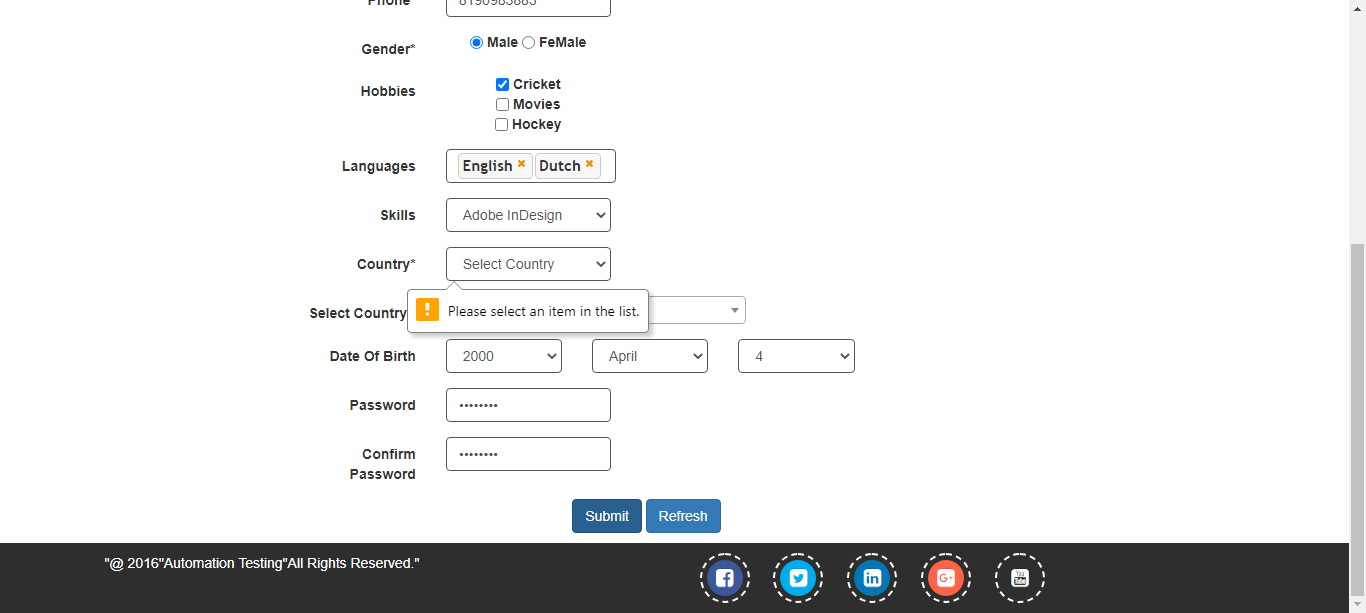 Phone 8190983883
Gender* Male FeMale
Hobbies Cricket
Movies
Hockey
Languages English × Dutch ×
Skills Adobe InDesign
Country* Select Country
Select Country
! Please select an item in the list.
Date Of Birth 2000 April 4
Password ••••••••
Confirm Password ••••••••
Submit Refresh
"@ 2016"Automation Testing"All Rights Reserved."
f in G+ You Tube